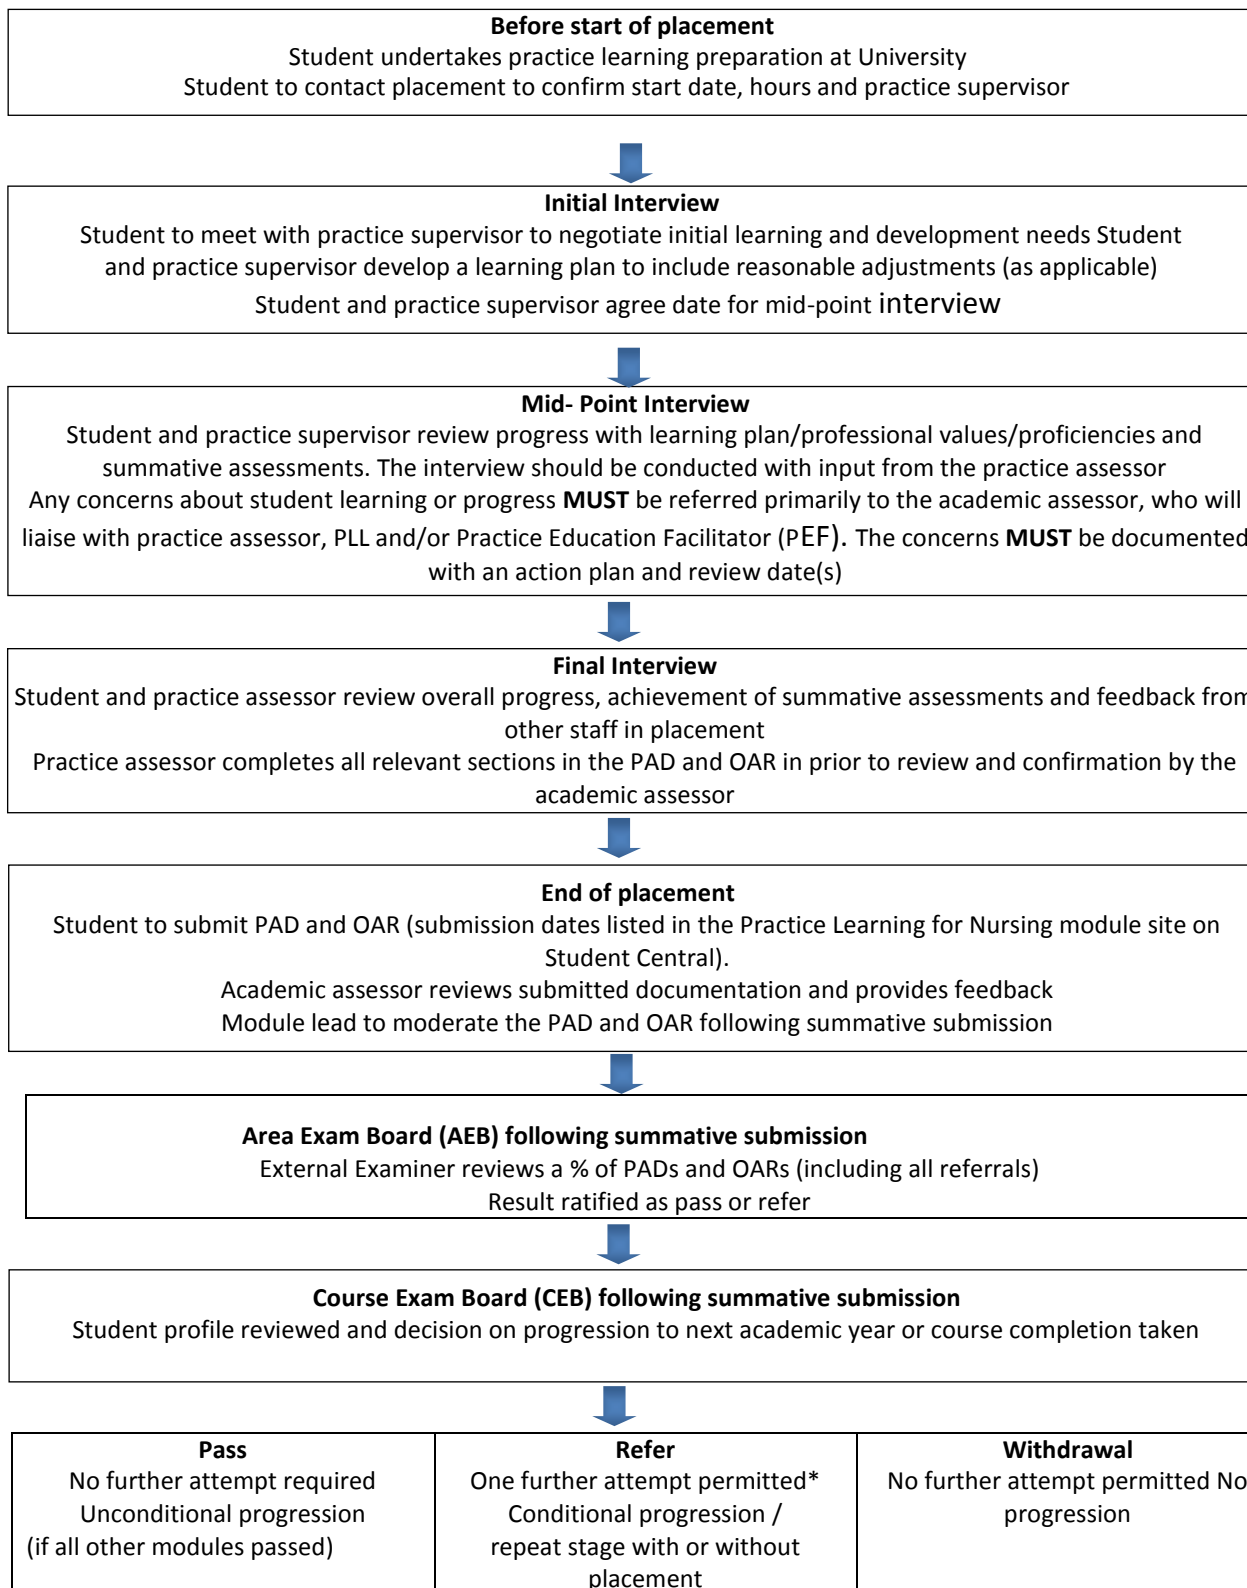 Before start of placement
Student undertakes practice learning preparation at University
Student to contact placement to confirm start date, hours and practice supervisor
Initial Interview
Student to meet with practice supervisor to negotiate initial learning and development needs Student
and practice supervisor develop a learning plan to include reasonable adjustments (as applicable)
Student and practice supervisor agree date for mid-point interview
Mid- Point Interview
Student and practice supervisor review progress with learning plan/professional values/proficiencies and
summative assessments. The interview should be conducted with input from the practice assessor
Any concerns about student learning or progress MUST be referred primarily to the academic assessor, who will
liaise with practice assessor, PLL and/or Practice Education Facilitator (PEF). The concerns MUST be documented
with an action plan and review date(s)
Final Interview
Student and practice assessor review overall progress, achievement of summative assessments and feedback from
other staff in placement
Practice assessor completes all relevant sections in the PAD and OAR in prior to review and confirmation by the
academic assessor
End of placement
Student to submit PAD and OAR (submission dates listed in the Practice Learning for Nursing module site on
Student Central).
Academic assessor reviews submitted documentation and provides feedback
Module lead to moderate the PAD and OAR following summative submission
Area Exam Board (AEB) following summative submission
External Examiner reviews a % of PADs and OARs (including all referrals)
Result ratified as pass or refer
Course Exam Board (CEB) following summative submission
Student profile reviewed and decision on progression to next academic year or course completion taken
Pass
No further attempt required
Unconditional progression
(if all other modules passed)
Refer
One further attempt permitted*
Conditional progression /
repeat stage with or without
placement
Withdrawal
No further attempt permitted No
progression